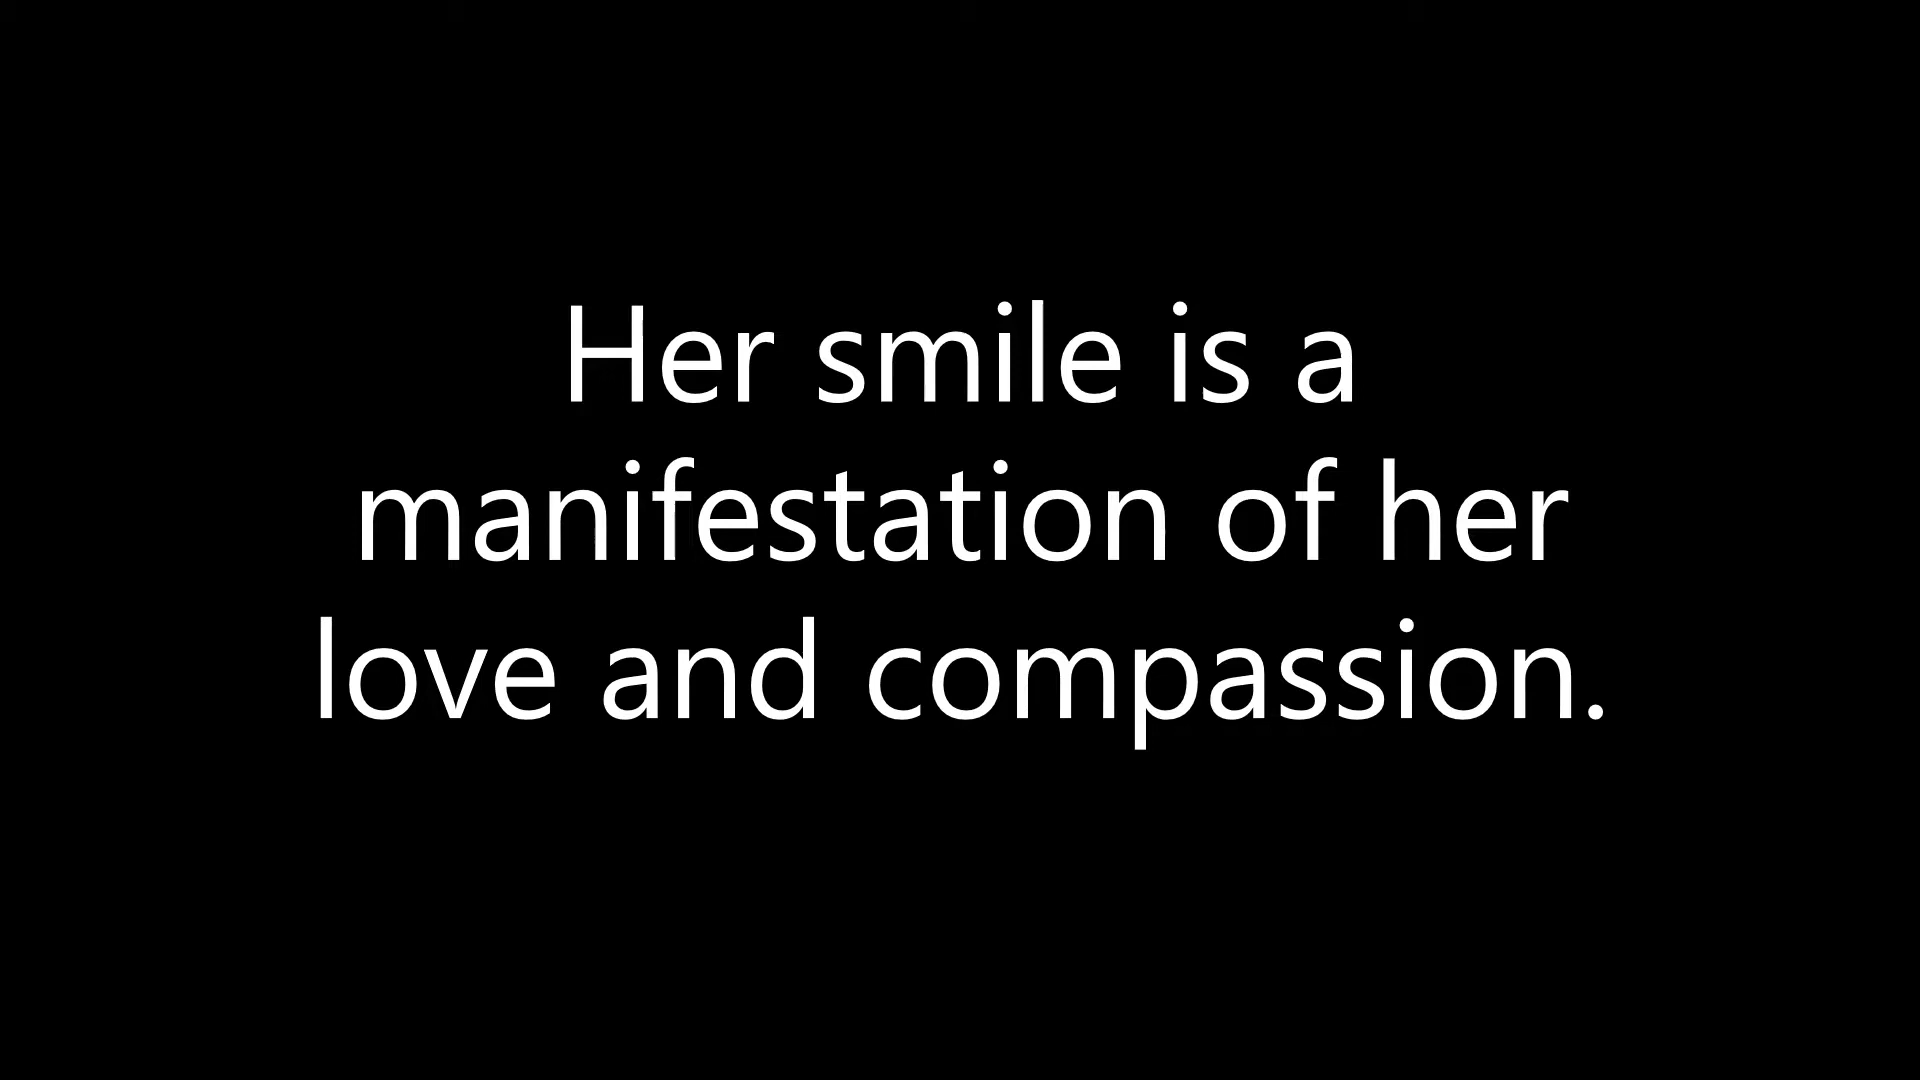 Her smile is a
manifestation of her
love and compassion.